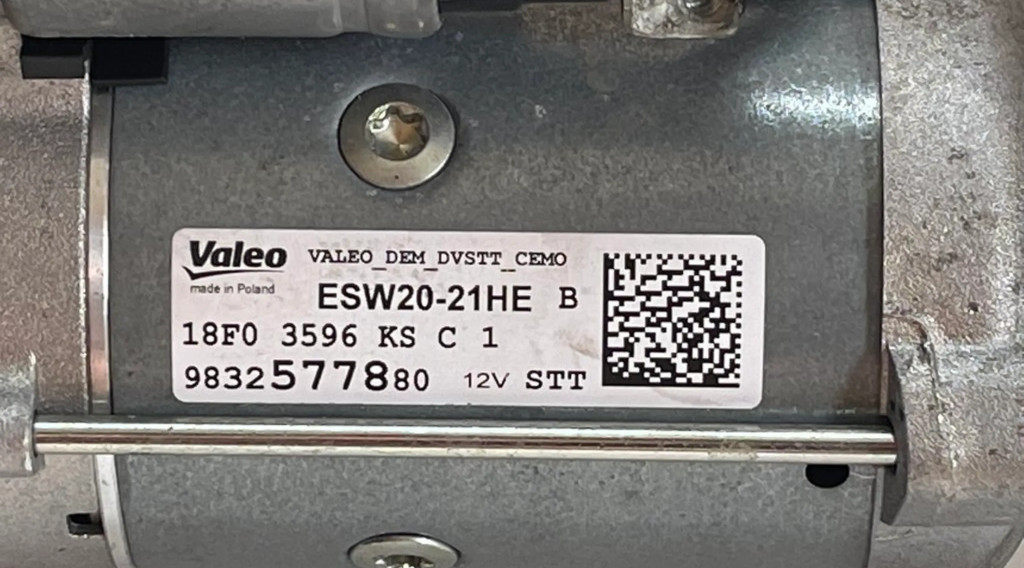 Valeo VALEO_DEM_DVSTT_CEMO
made in Poland
ESW20-21HE B
18F0 3596 KS C 1
9832577880 12V STT